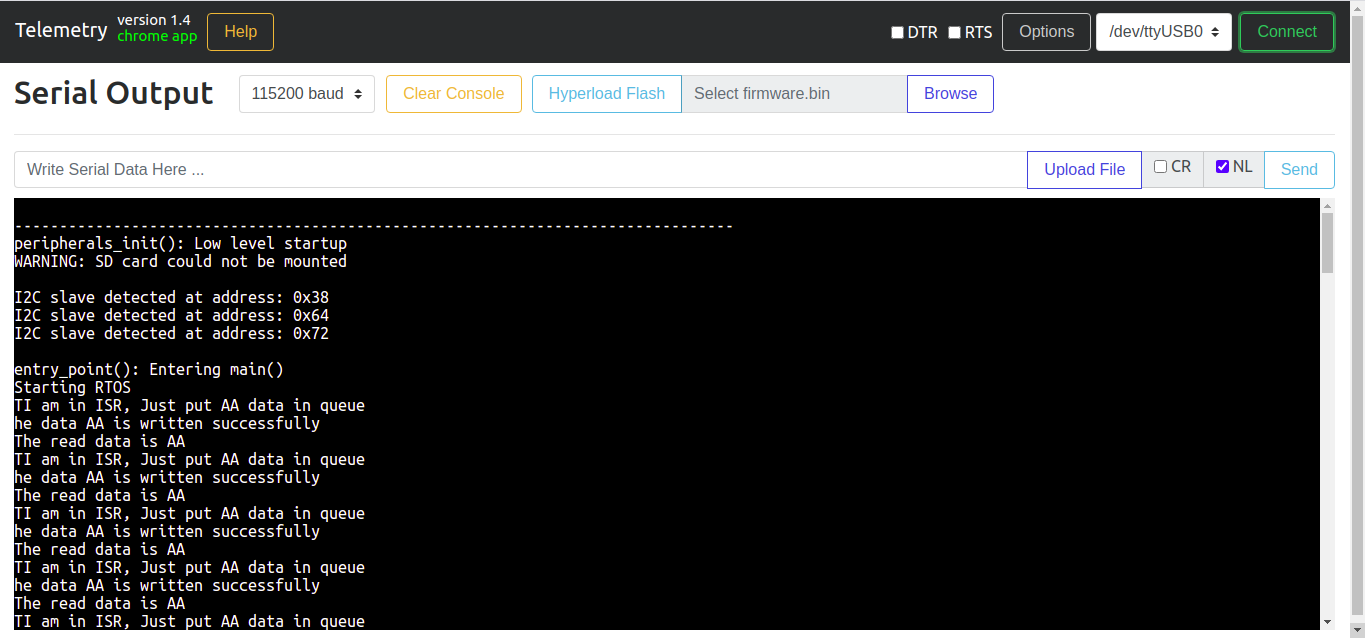 Telemetry version 1.4 chrome app Help DTR RTS Options /dev/ttyUSB0 Connect
Serial Output 115200 baud Clear Console Hyperload Flash Select firmware.bin Browse
Write Serial Data Here ... Upload File CR NL Send
--------------------------------------------------------------------------------
peripherals_init(): Low level startup
WARNING: SD card could not be mounted
I2C slave detected at address: 0x38
I2C slave detected at address: 0x64
I2C slave detected at address: 0x72
entry_point(): Entering main()
Starting RTOS
TI am in ISR, Just put AA data in queue
he data AA is written successfully
The read data is AA
TI am in ISR, Just put AA data in queue
he data AA is written successfully
The read data is AA
TI am in ISR, Just put AA data in queue
he data AA is written successfully
The read data is AA
TI am in ISR, Just put AA data in queue
he data AA is written successfully
The read data is AA
TI am in ISR, Just put AA data in queue